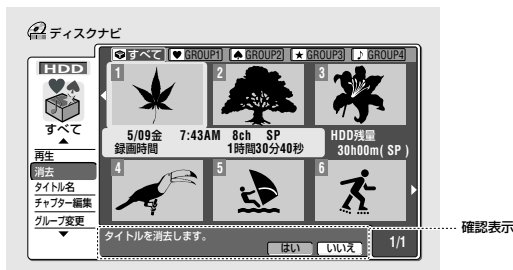 ディスクナビ
すべて GROUP1 GROUP2 GROUP3 GROUP4
HDD
すべて
再生
消去
タイトル名
チャプター編集
グループ変更
1
2
3
5/09金 7:43AM 8ch SP
録画時間 1時間30分40秒
HDD残量
30h00m( SP )
4
5
6
タイトルを消去します。
はい いいえ
1/1
確認表示